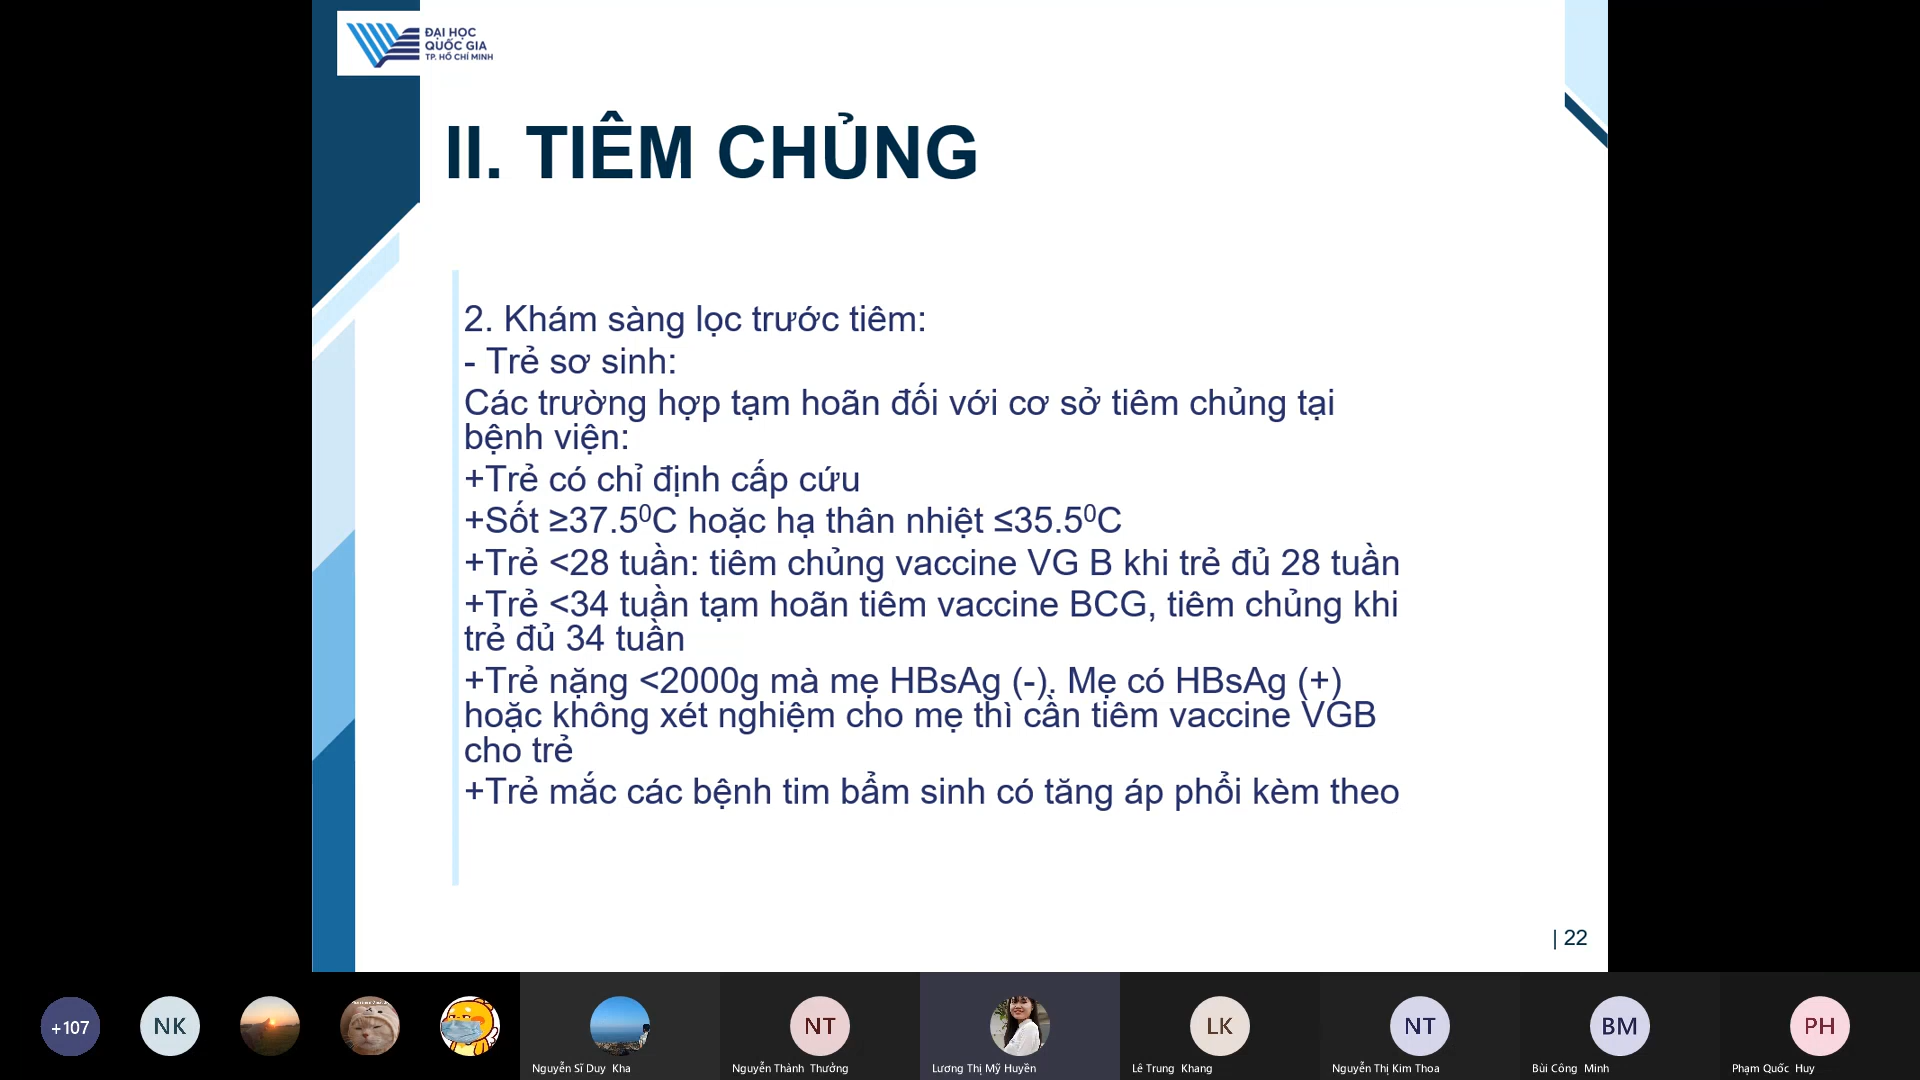 ĐẠI HỌC
QUỐC GIA
TP. HỒ CHÍ MINH
II. TIÊM CHỦNG
2. Khám sàng lọc trước tiêm:
- Trẻ sơ sinh:
Các trường hợp tạm hoãn đối với cơ sở tiêm chủng tại
bệnh viện:
+Trẻ có chỉ định cấp cứu
+Sốt ≥37.5⁰C hoặc hạ thân nhiệt ≤35.5⁰C
+Trẻ <28 tuần: tiêm chủng vaccine VG B khi trẻ đủ 28 tuần
+Trẻ <34 tuần tạm hoãn tiêm vaccine BCG, tiêm chủng khi
trẻ đủ 34 tuần
+Trẻ nặng <2000g mà mẹ HBsAg (-). Mẹ có HBsAg (+)
hoặc không xét nghiệm cho mẹ thì cần tiêm vaccine VGB
cho trẻ
+Trẻ mắc các bệnh tim bẩm sinh có tăng áp phổi kèm theo
| 22
+107
NK
NT
LK
NT
BM
PH
Nguyễn Sĩ Duy Kha
Nguyễn Thành Thưởng
Lương Thị Mỹ Huyền
Lê Trung Khang
Nguyễn Thị Kim Thoa
Bùi Công Minh
Phạm Quốc Huy